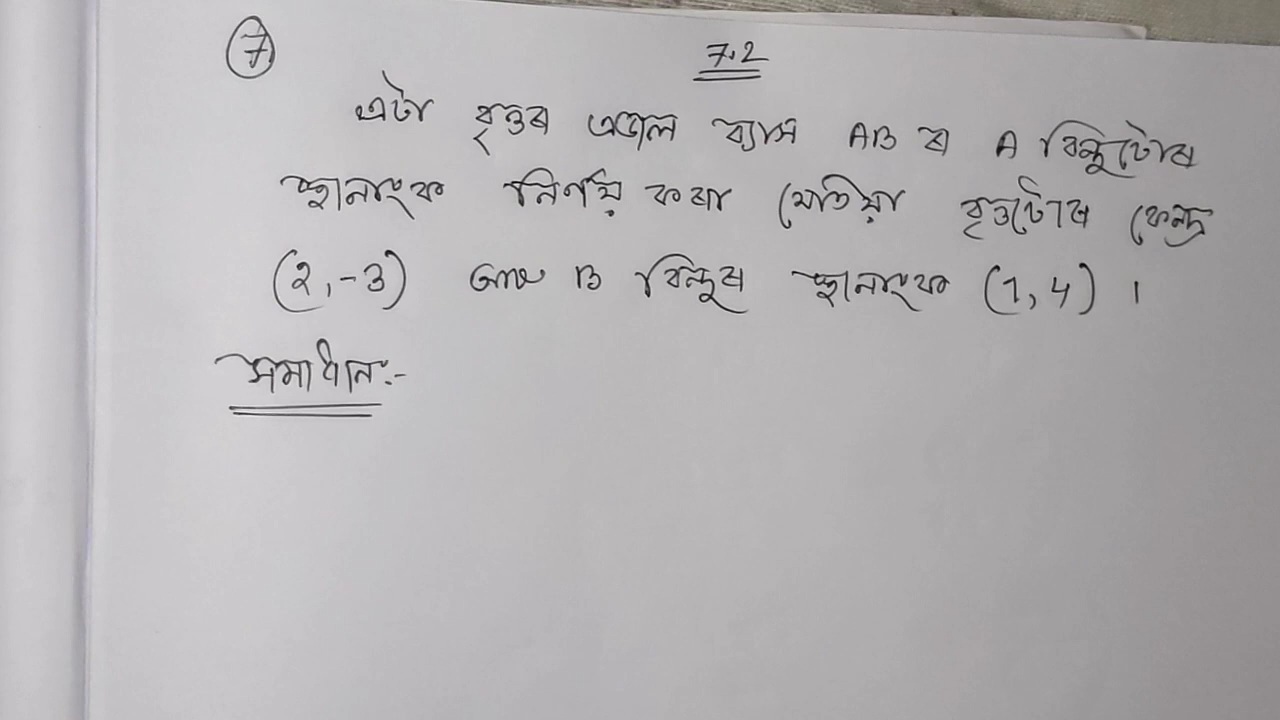 7 7.2
এটা বৃত্তৰ এডাল ব্যাস AB ৰ A বিন্দুটোৰ
স্থানাংক নিৰ্ণয় কৰা যেতিয়া বৃত্তটোৰ কেন্দ্ৰ
(2, -3) আৰু B বিন্দুৰ স্থানাংক (1, 4) ।
সমাধান:-